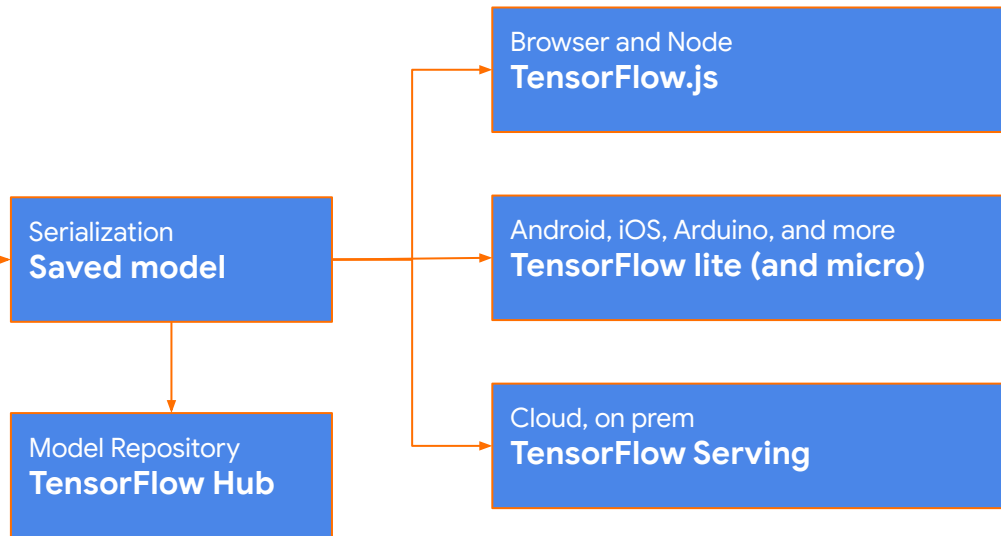 Browser and Node
TensorFlow.js
Serialization
Saved model
Android, iOS, Arduino, and more
TensorFlow lite (and micro)
Model Repository
TensorFlow Hub
Cloud, on prem
TensorFlow Serving